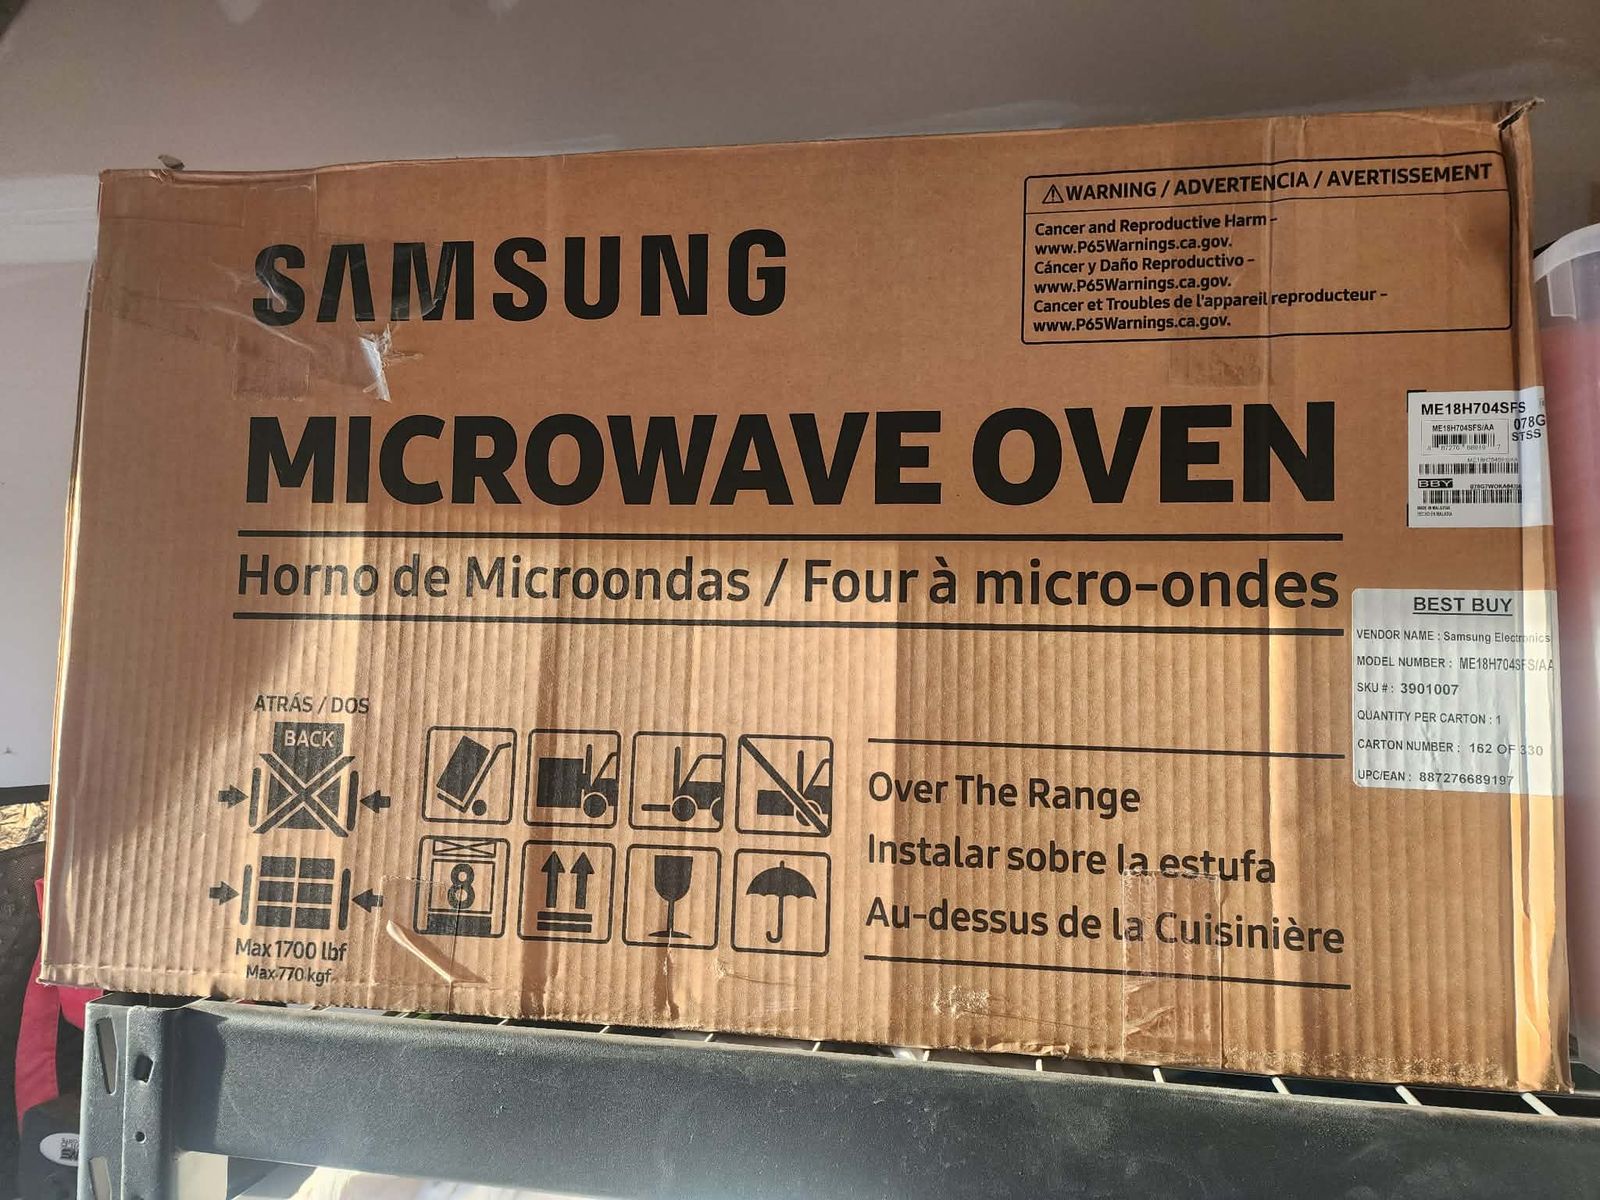 SAMSUNG
WARNING / ADVERTENCIA / AVERTISSEMENT
Cancer and Reproductive Harm -
www.P65Warnings.ca.gov.
Cáncer y Daño Reproductivo -
www.P65Warnings.ca.gov.
Cancer et Troubles de l'appareil reproducteur -
www.P65Warnings.ca.gov.
MICROWAVE OVEN
Horno de Microondas / Four à micro-ondes
ME18H704SFS
078G
ME18H704SFS/AA
STSS
BBY
MADE IN MALAYSIA
BEST BUY
VENDOR NAME : Samsung Electronics
MODEL NUMBER : ME18H704SFS/AA
SKU # : 3901007
QUANTITY PER CARTON : 1
CARTON NUMBER : 162 OF 330
UPC/EAN : 887276689197
ATRÁS / DOS
BACK
8
Max 1700 lbf
Max 770 kgf
Over The Range
Instalar sobre la estufa
Au-dessus de la Cuisinière